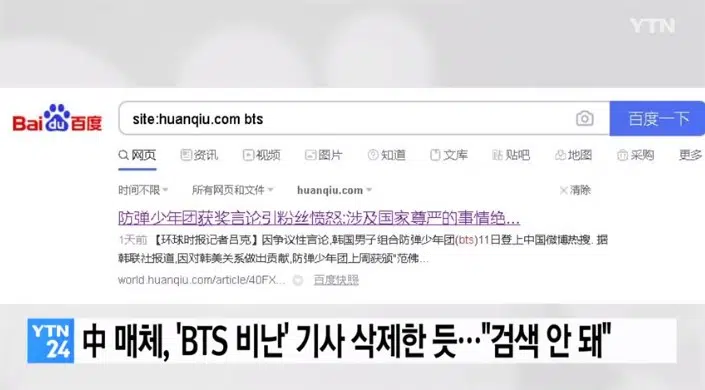 YTN
Bai du 百度
site:huanqiu.com bts
百度一下
网页 资讯 视频 图片 知道 文库 贴吧 地图 采购 更多
时间不限 所有网页和文件 huanqiu.com ×清除
防弹少年团获奖言论引粉丝愤怒:涉及国家尊严的事情绝...
1天前 【环球时报记者吕克】因争议性言论,韩国男子组合防弹少年团(bts)11日登上中国微博热搜. 据
韩联社报道,因对韩美关系做出贡献,防弹少年团上周获颁"范佛...
world.huanqiu.com/article/40FX... 百度快照
YTN
24
中 매체, 'BTS 비난' 기사 삭제한 듯…"검색 안 돼"